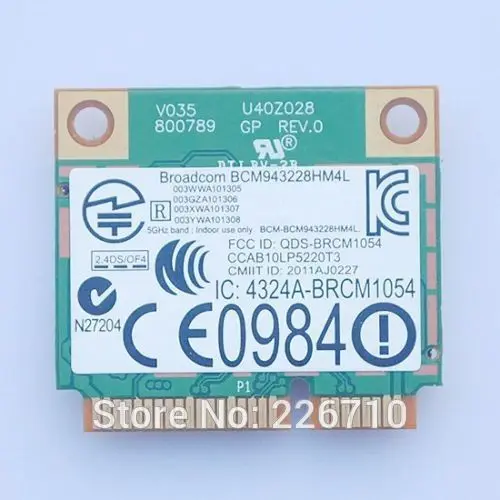 V035 U40Z028
800789 GP REV.0
Broadcom BCM943228HM4L
003WWA101305
003GZA101306
R 003XWA101307
003YWA101308
5GHz band : Indoor use only BCM-BCM943228HM4L.
FCC ID: QDS-BRCM1054
CCAB10LP5220T3
CMIIT ID: 2011AJ0227
2.4DS/OF4
IC: 4324A-BRCM1054
N27204
CE0984
P1
Store No: 226710